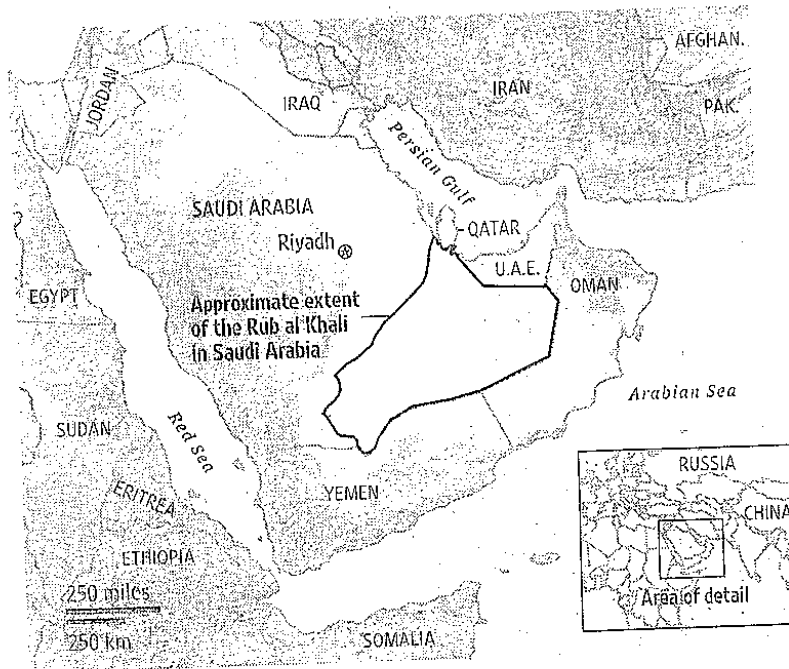 AFGHAN.
JORDAN
IRAQ
IRAN
PAK.
Persian Gulf
SAUDI ARABIA
QATAR
Riyadh
U.A.E.
OMAN
EGYPT
Approximate extent
of the Rub al Khali
in Saudi Arabia
Arabian Sea
Red Sea
SUDAN
RUSSIA
YEMEN
ERITREA
CHINA
ETHIOPIA
250 miles
Area of detail
250 km
SOMALIA